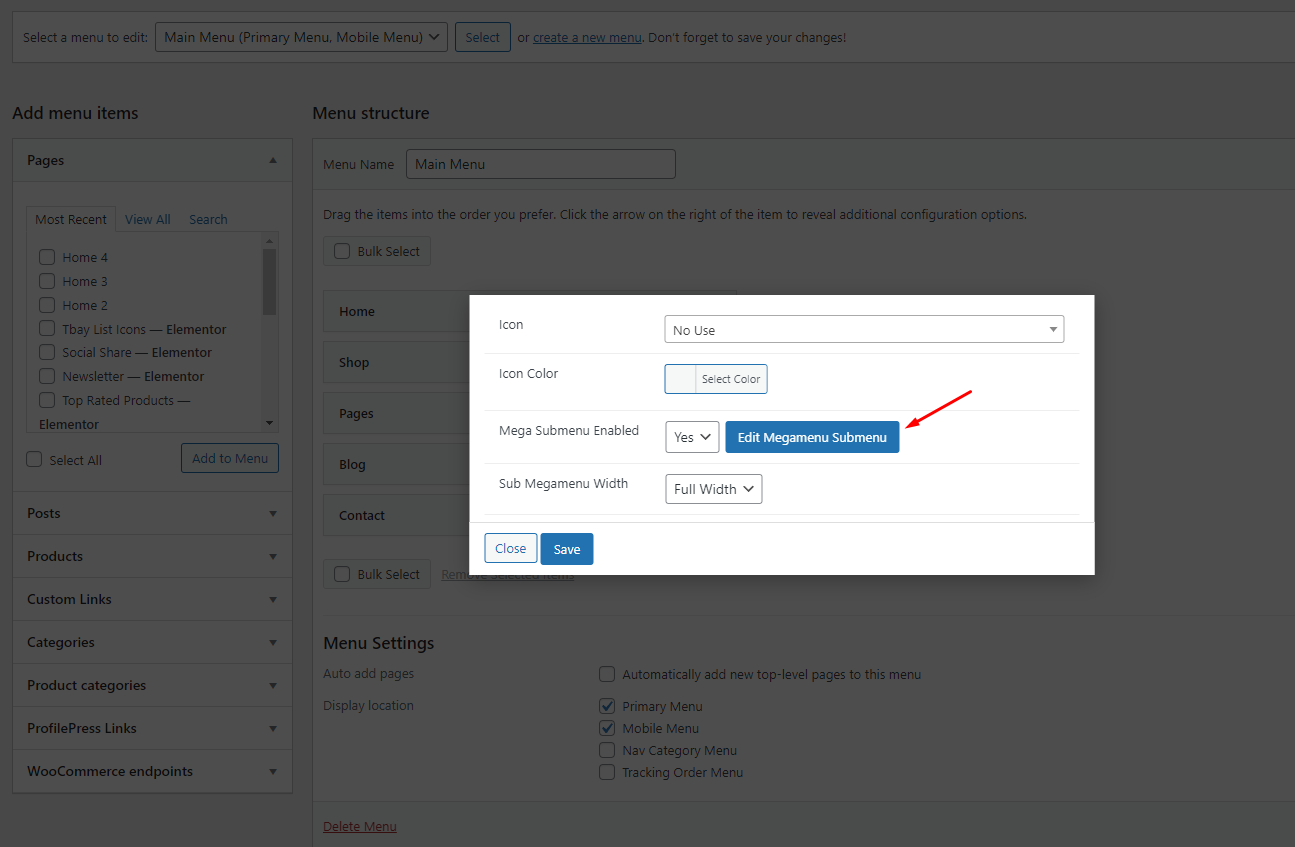 Select a menu to edit: Main Menu (Primary Menu, Mobile Menu) Select or create a new menu. Don't forget to save your changes!
Add menu items
Pages
Most Recent View All Search
Home 4
Home 3
Home 2
Tbay List Icons — Elementor
Social Share — Elementor
Newsletter — Elementor
Top Rated Products —
Elementor
Select All Add to Menu
Posts
Products
Custom Links
Categories
Product categories
ProfilePress Links
WooCommerce endpoints
Menu structure
Menu Name Main Menu
Drag the items into the order you prefer. Click the arrow on the right of the item to reveal additional configuration options.
Bulk Select
Home
Shop
Pages
Blog
Contact
Bulk Select Remove Selected Items
Icon No Use
Icon Color Select Color
Mega Submenu Enabled Yes Edit Megamenu Submenu
Sub Megamenu Width Full Width
Close Save
Menu Settings
Auto add pages Automatically add new top-level pages to this menu
Display location Primary Menu
Mobile Menu
Nav Category Menu
Tracking Order Menu
Delete Menu